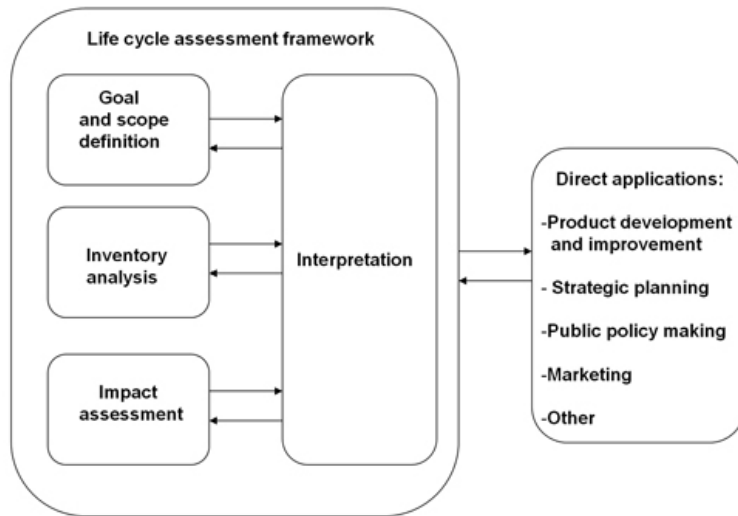 Life cycle assessment framework
Goal
and scope
definition
Inventory
analysis
Impact
assessment
Interpretation
Direct applications:
-Product development
and improvement
- Strategic planning
-Public policy making
-Marketing
-Other